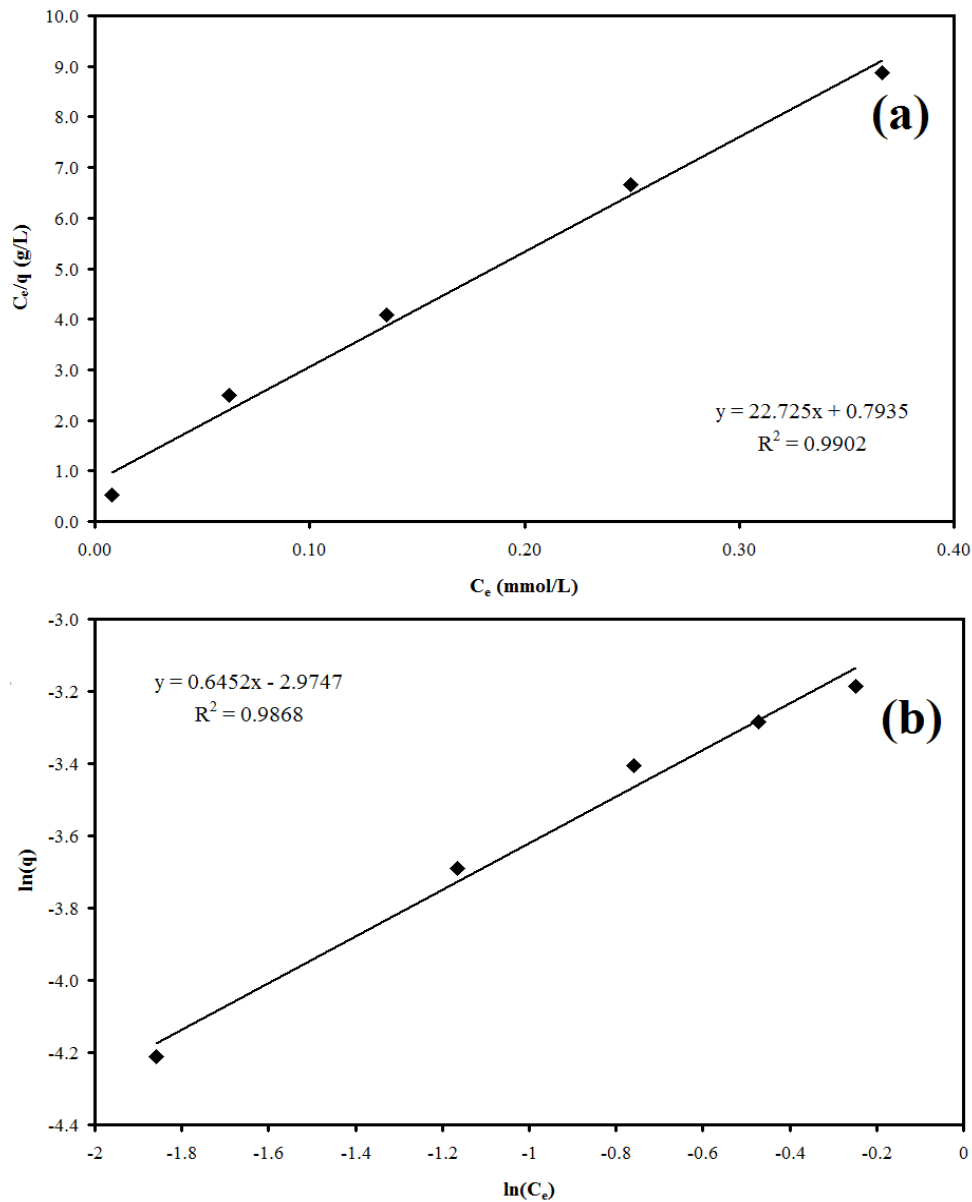 10.0
9.0
(a)
8.0
7.0
6.0
C_e/q (g/L)
5.0
4.0
3.0
2.0
y = 22.725x + 0.7935
R² = 0.9902
1.0
0.0
0.00 0.10 0.20 0.30 0.40
C_e (mmol/L)
-3.0
y = 0.6452x - 2.9747
R² = 0.9868
-3.2
(b)
-3.4
-3.6
ln(q)
-3.8
-4.0
-4.2
-4.4
-2 -1.8 -1.6 -1.4 -1.2 -1 -0.8 -0.6 -0.4 -0.2 0
ln(C_e)